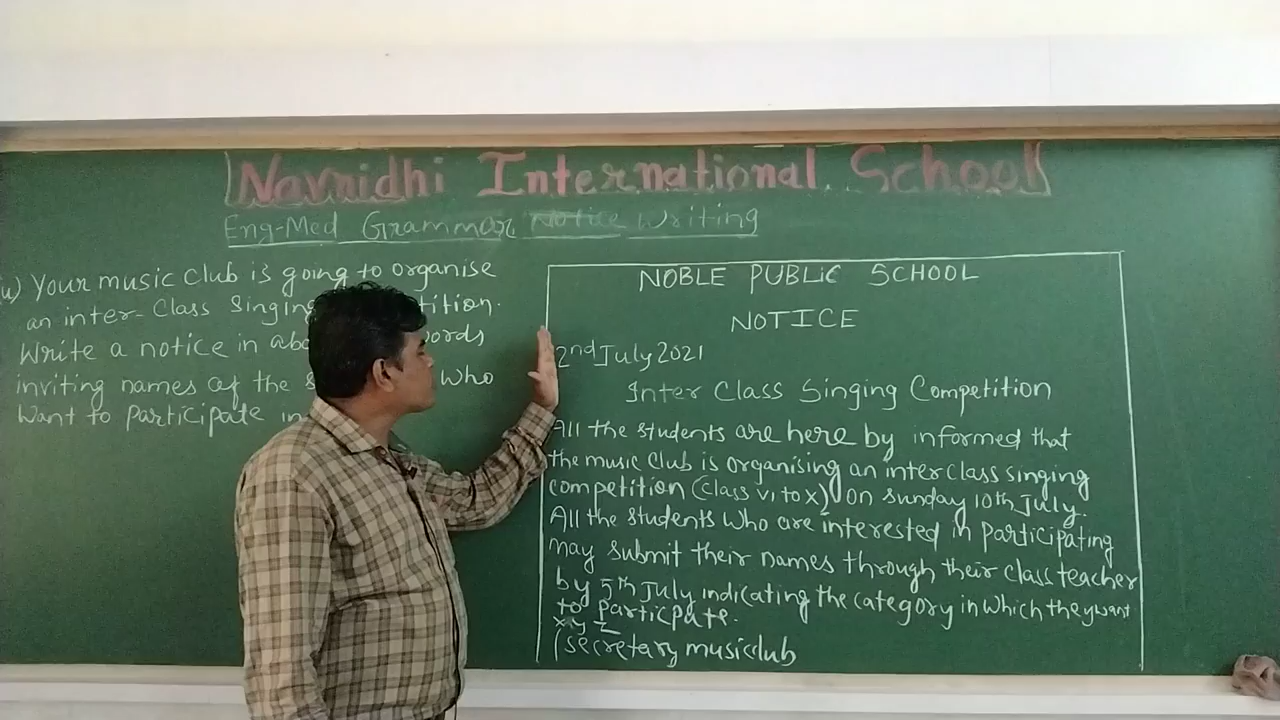 Navnidhi International School
Eng-Med Grammar Notice Writing
u) Your music club is going to organise
an inter-Class Singing
Write a notice in words
inviting names of the who
Want to participate in
NOBLE PUBLIC SCHOOL
NOTICE
2nd July 2021
Inter Class Singing Competition
All the students are here by informed that
the music club is organising an inter class singing
competition (class vi to x) on sunday 10th July.
All the students who are interested in participating
may submit their names through their class teacher
by 5th July indicating the category in which they want
to participate.
xyz
(secretary music club